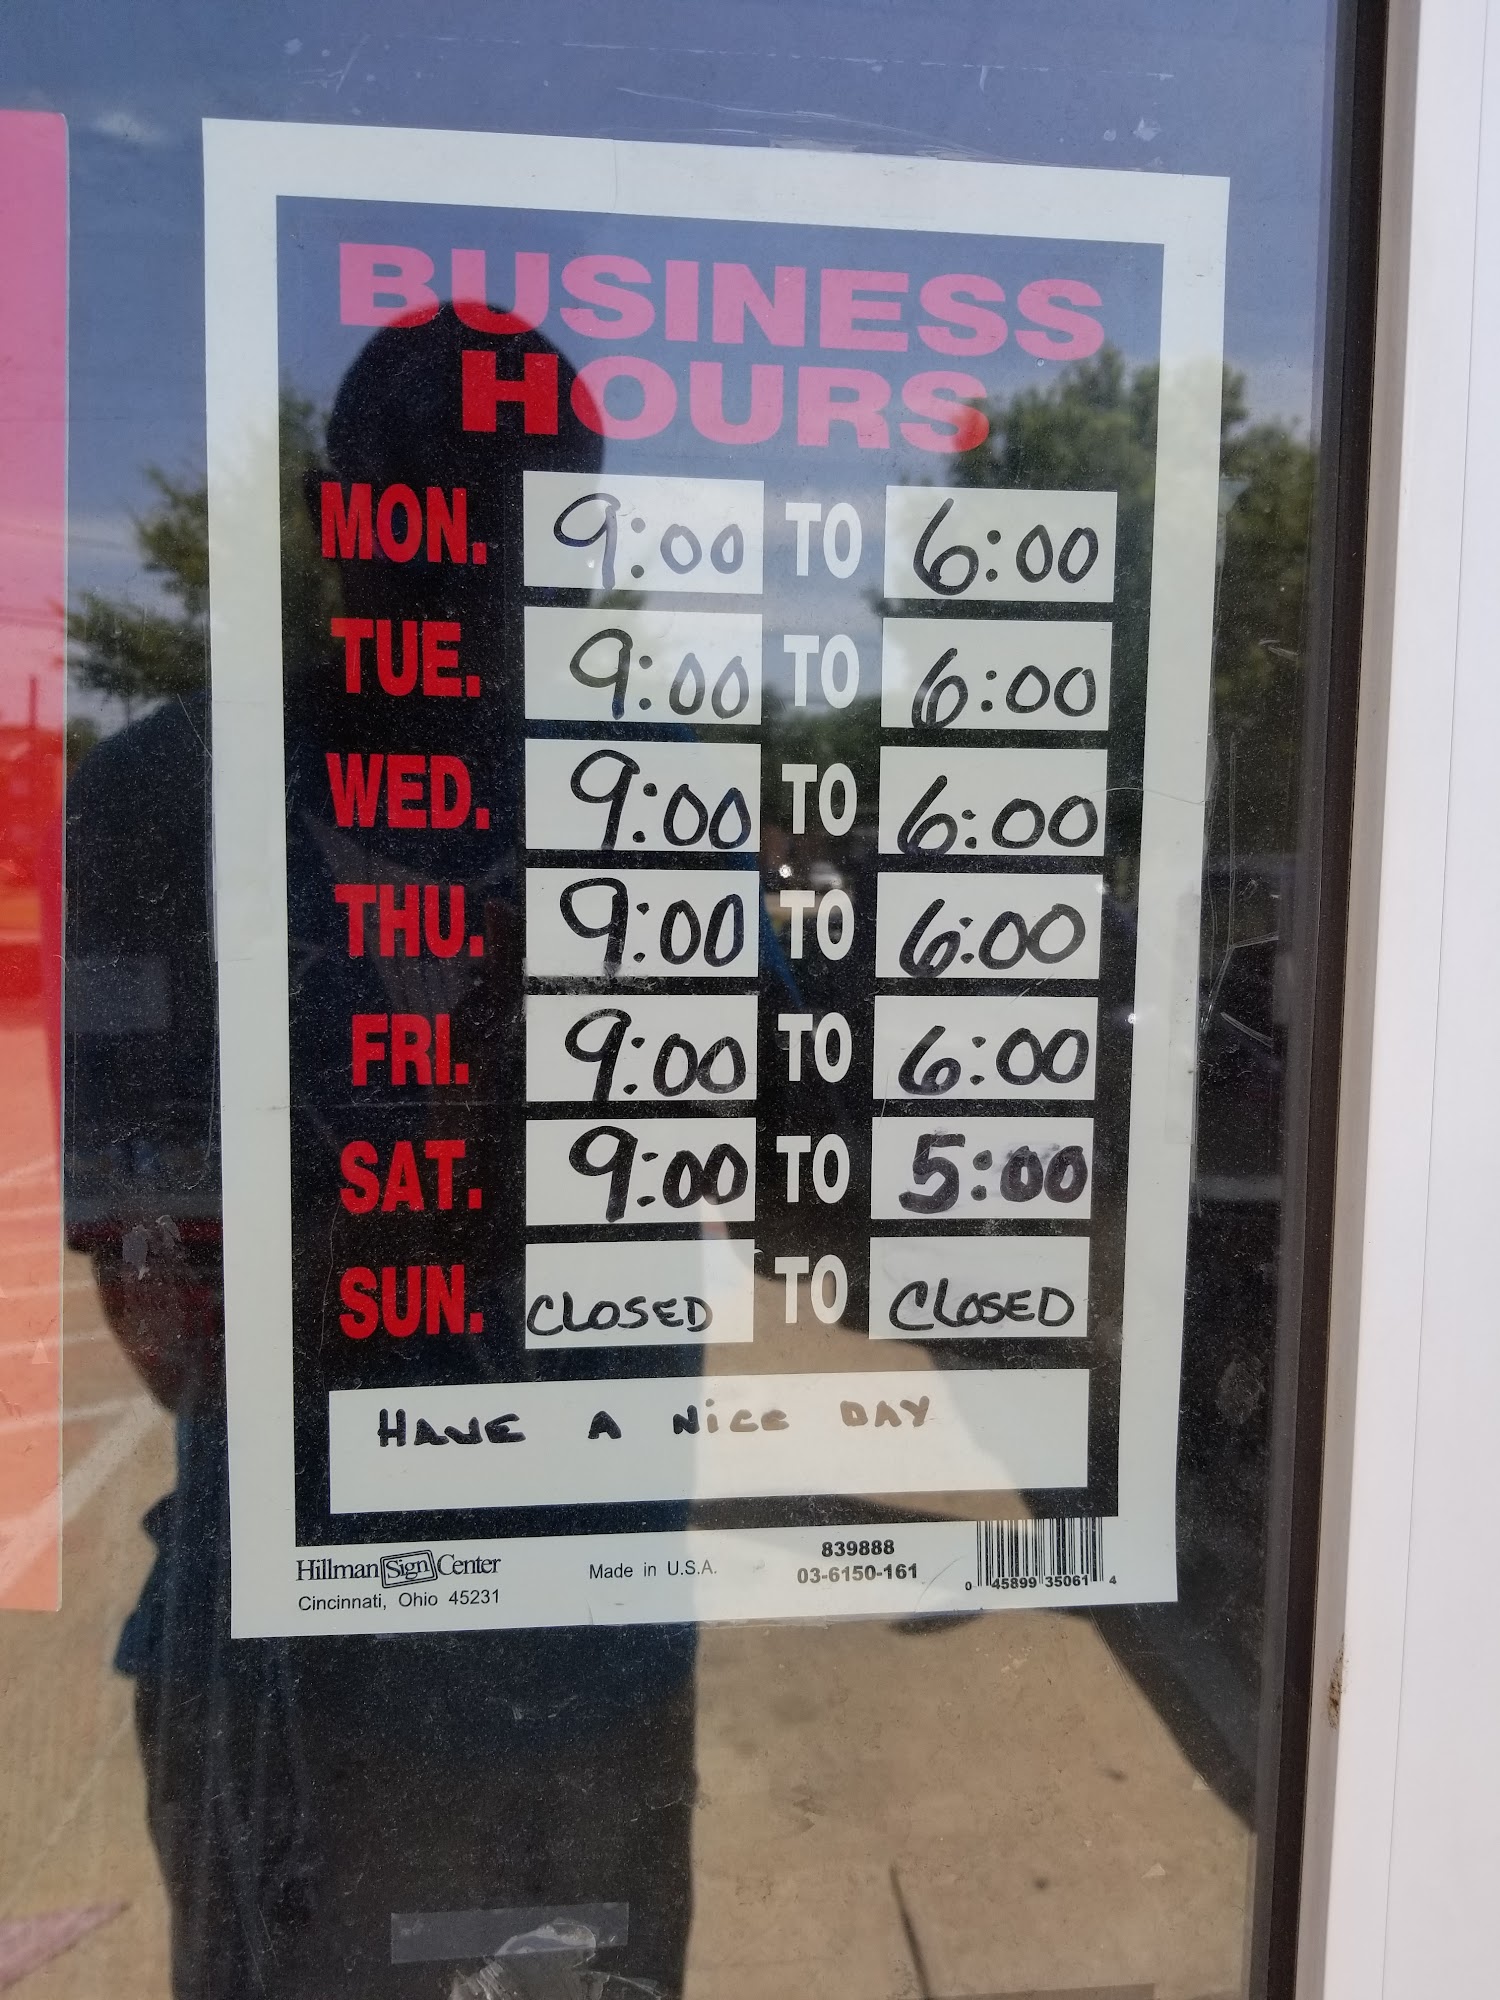 BUSINESS
HOURS
MON. 9:00 TO 6:00
TUE. 9:00 TO 6:00
WED. 9:00 TO 6:00
THU. 9:00 TO 6:00
FRI. 9:00 TO 6:00
SAT. 9:00 TO 5:00
SUN. CLOSED TO CLOSED
HAVE A NiCE DAY
Hillman Sign Center Made in U.S.A. 839888
Cincinnati, Ohio 45231 03-6150-161 0 45899 35061 4